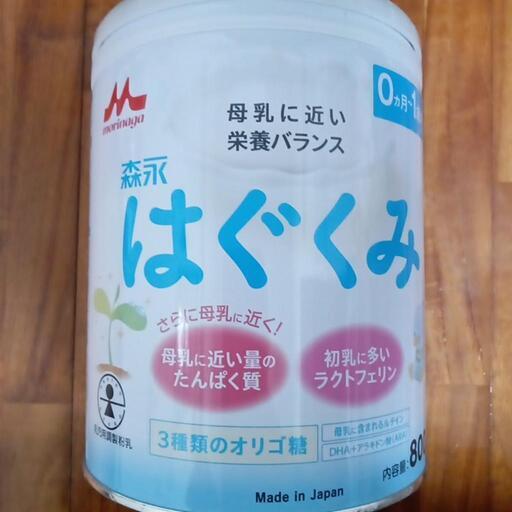 morinaga
0ヵ月~1
母乳に近い
栄養バランス
森永
はぐくみ
さらに母乳に近く!
母乳に近い量の
たんぱく質
初乳に多い
ラクトフェリン
3種類のオリゴ糖
母乳に含まれるルテイン
DHA+アラキドン酸(ARA)
内容量:80
Made in Japan